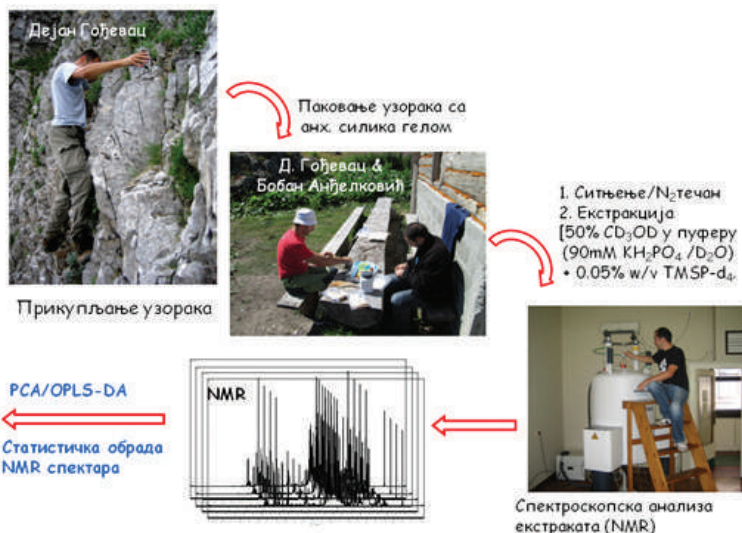 Дејан Гођевац
Прикупљање узорака
Паковање узорака са
анх. силика гелом
Д. Гођевац &
Бобан Анђелковић
1. Ситњење/N₂течан
2. Екстракција
[50% CD₃OD у пуферу
(90mM KH₂PO₄ /D₂O)
+ 0.05% w/v TMSP-d₄.
Спектроскопска анализа
екстраката (NMR)
NMR
PCA/OPLS-DA
Статистичка обрада
NMR спектара